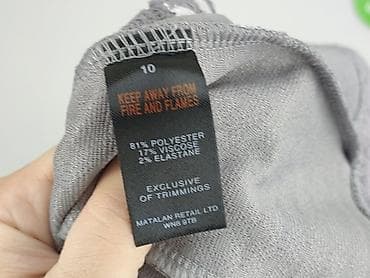 10
KEEP AWAY FROM
FIRE AND FLAMES
81% POLYESTER
17% VISCOSE
2% ELASTANE
EXCLUSIVE
OF TRIMMINGS
MATALAN RETAIL LTD
WN8 9TB